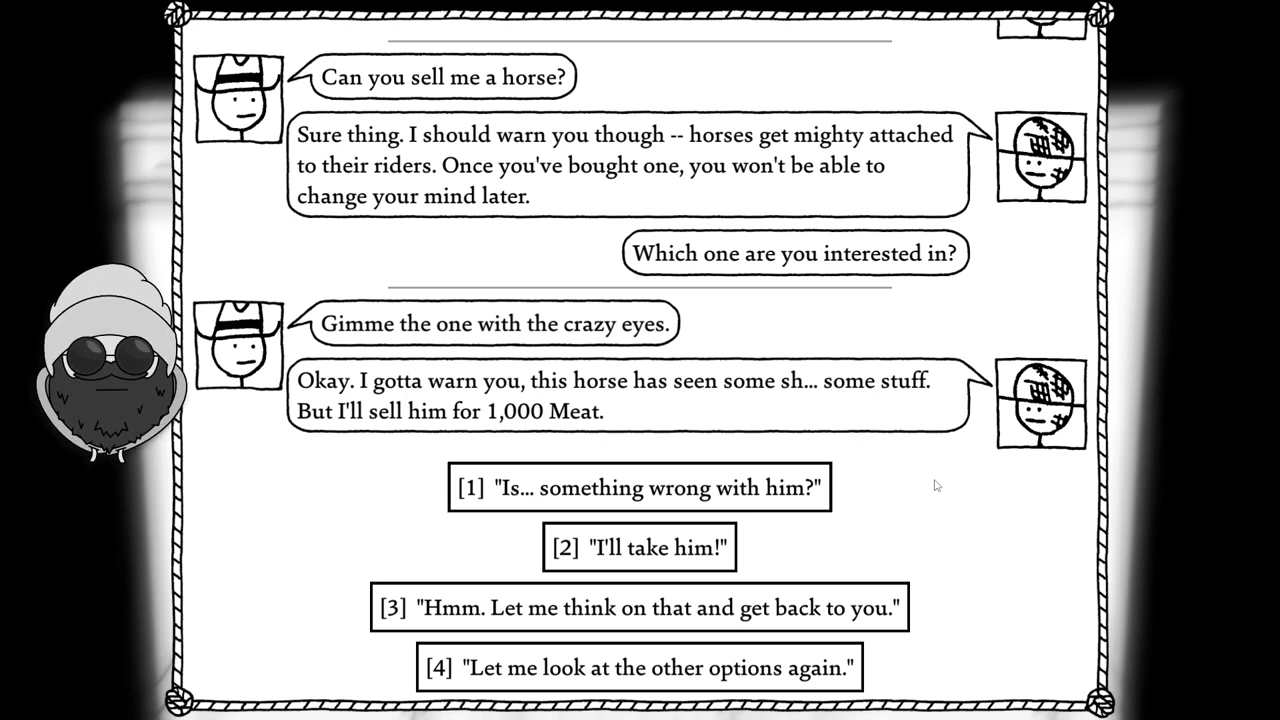 Can you sell me a horse?
Sure thing. I should warn you though -- horses get mighty attached
to their riders. Once you've bought one, you won't be able to
change your mind later.
Which one are you interested in?
Gimme the one with the crazy eyes.
Okay. I gotta warn you, this horse has seen some sh... some stuff.
But I'll sell him for 1,000 Meat.
[1] "Is... something wrong with him?"
[2] "I'll take him!"
[3] "Hmm. Let me think on that and get back to you."
[4] "Let me look at the other options again."